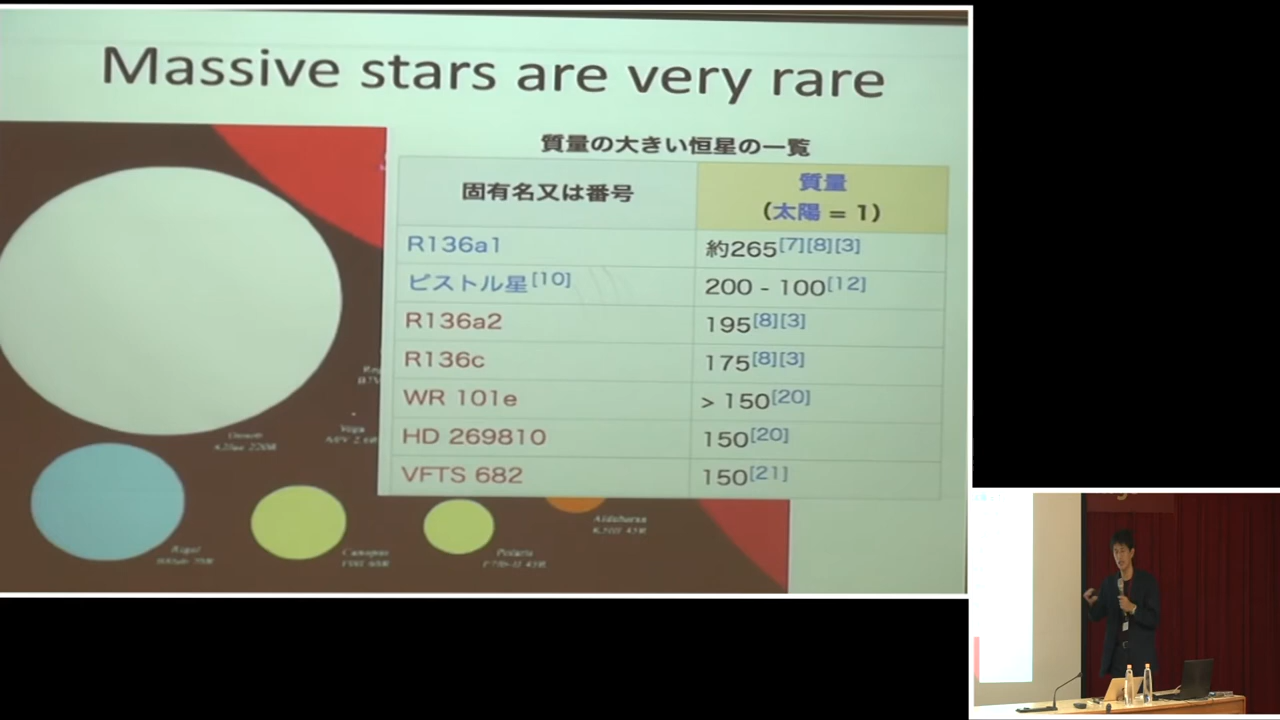 Massive stars are very rare
質量の大きい恒星の一覧
固有名又は番号
質量
(太陽 = 1)
R136a1
約265[7][8][3]
ピストル星[10]
200 - 100[12]
R136a2
195[8][3]
R136c
175[8][3]
WR 101e
> 150[20]
HD 269810
150[20]
VFTS 682
150[21]
Vega
Aldebaran
Rigel
Canopus
Polaris